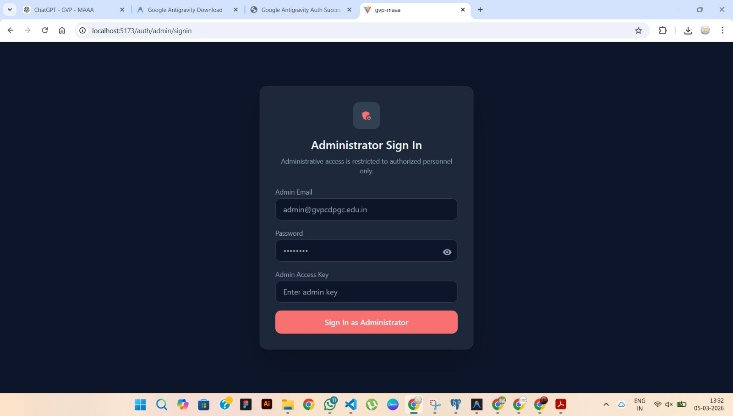 ChatGPT - GVP - MAAA
Google Antigravity Download
Google Antigravity Auth Succes
gvp-maaa
localhost:5173/auth/admin/signin
Administrator Sign In
Administrative access is restricted to authorized personnel
only.
Admin Email
admin@gvpcdpgc.edu.in
Password
••••••••
Admin Access Key
Enter admin key
Sign In as Administrator
ENG
IN
13:52
05-03-2026